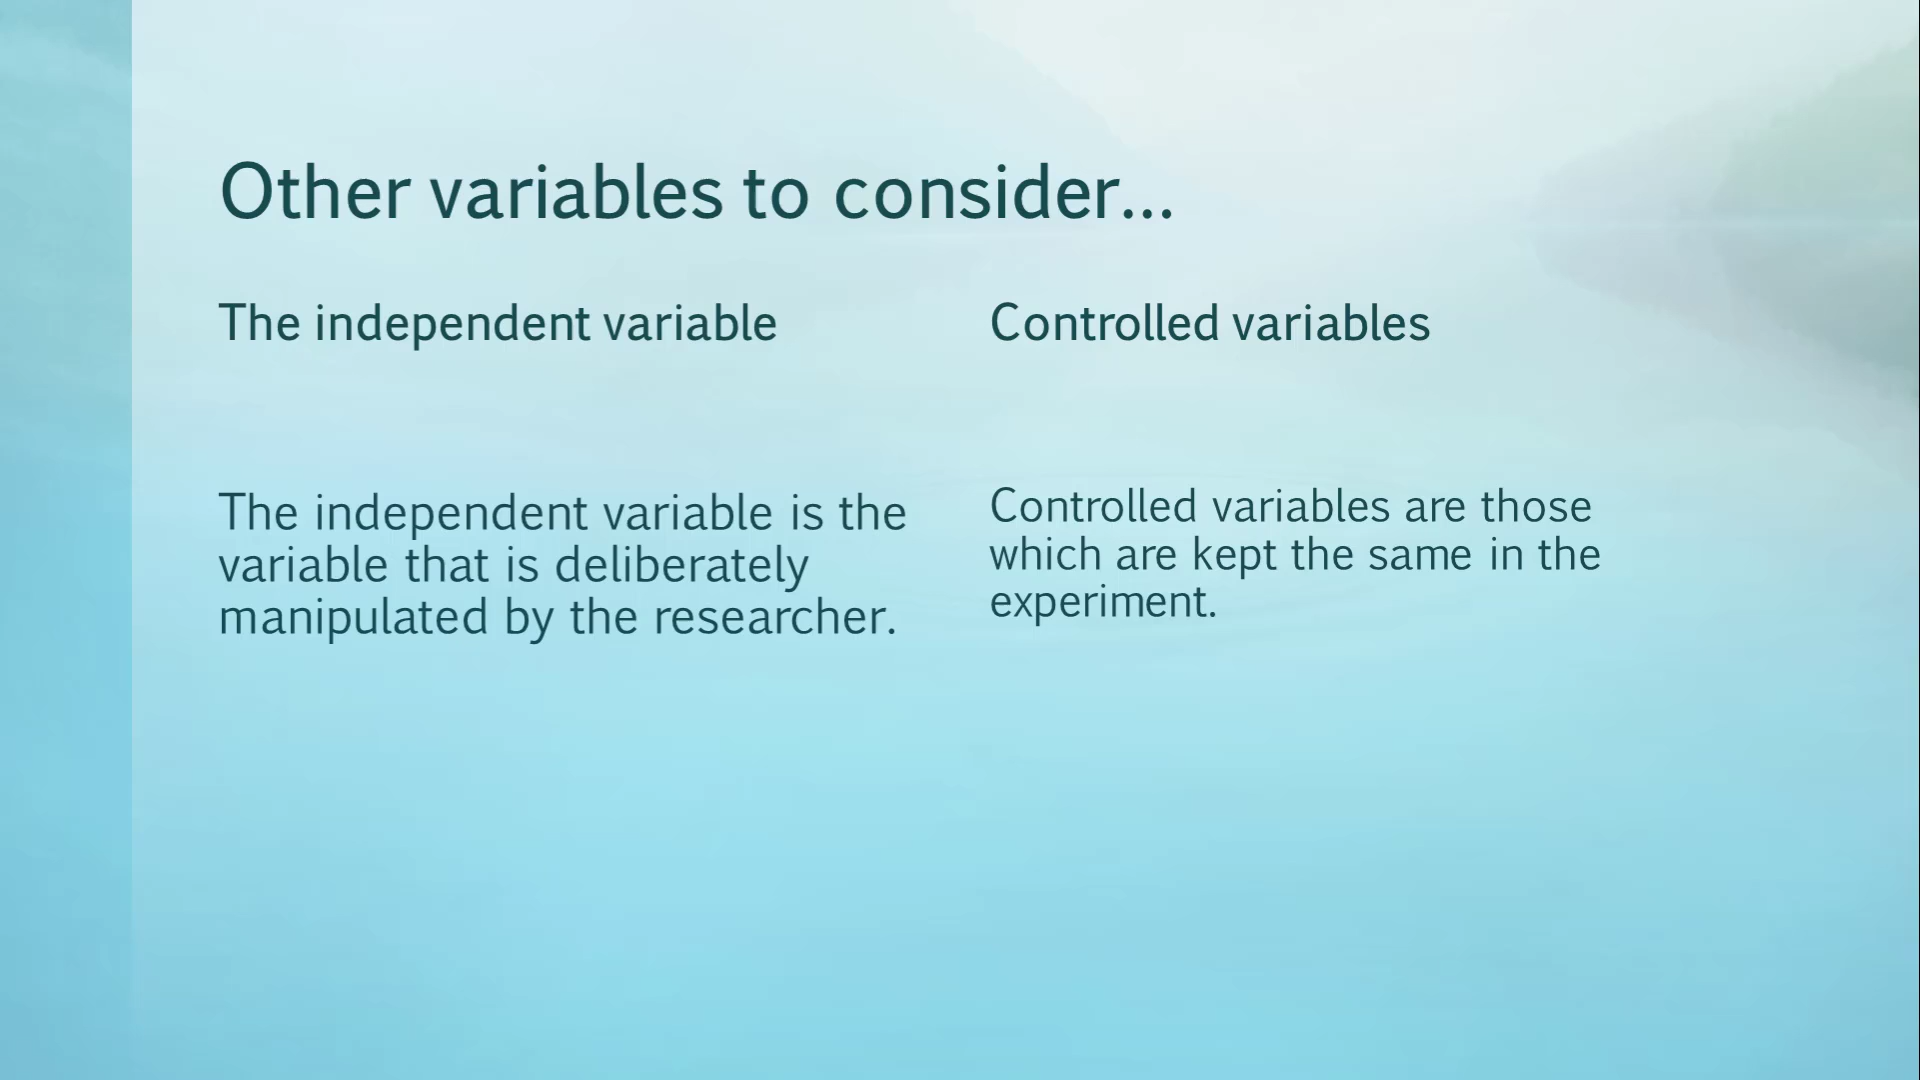 Other variables to consider...
The independent variable
The independent variable is the
variable that is deliberately
manipulated by the researcher.
Controlled variables
Controlled variables are those
which are kept the same in the
experiment.